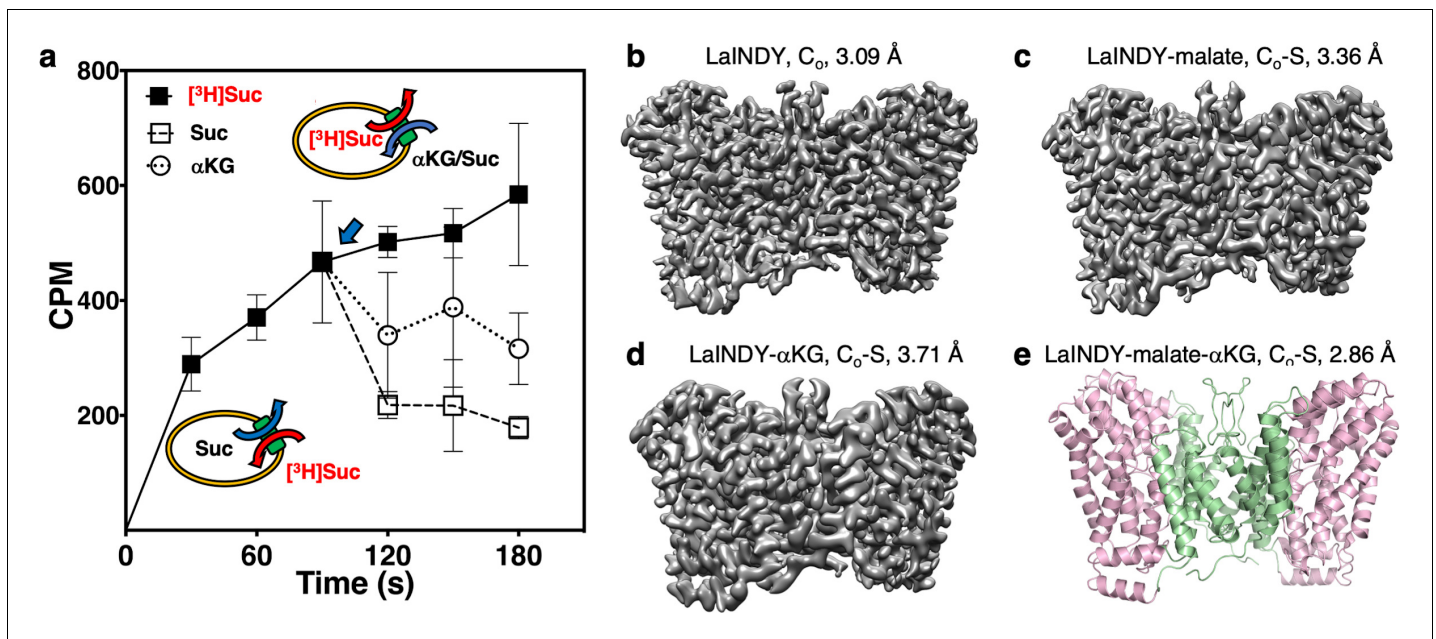 a
800
600
400
200
0
60
120
180
CPM
Time (s)
[³H]Suc
Suc
αKG
[³H]Suc
αKG/Suc
Suc
[³H]Suc
b
LaINDY, Cₒ, 3.09 Å
c
LaINDY-malate, Cₒ-S, 3.36 Å
d
LaINDY-αKG, Cₒ-S, 3.71 Å
e
LaINDY-malate-αKG, Cₒ-S, 2.86 Å